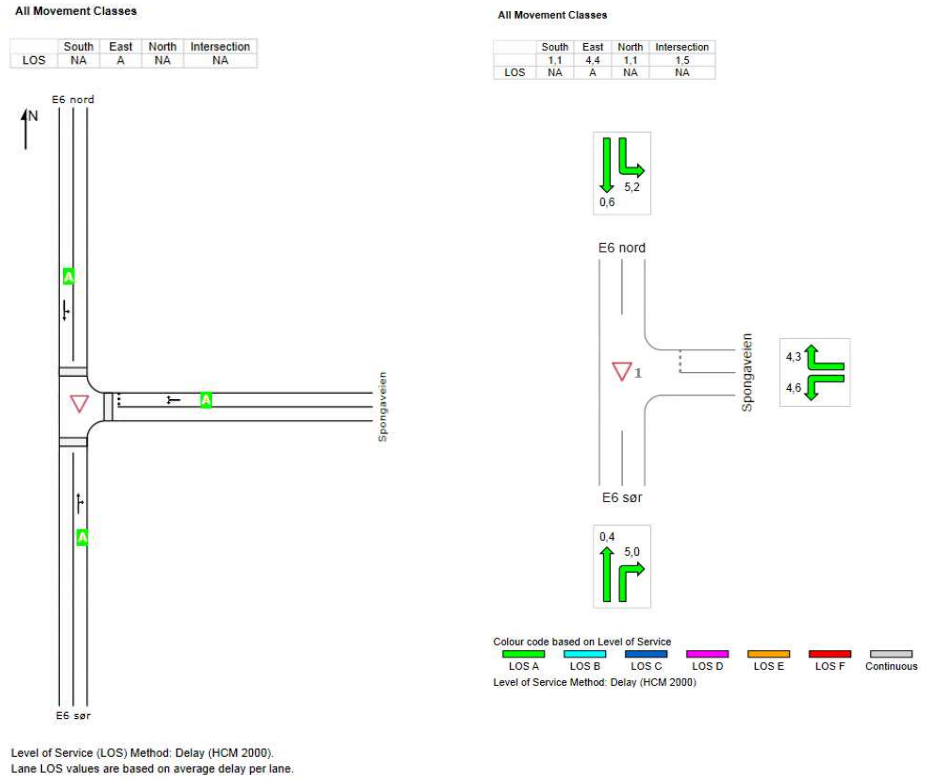 All Movement Classes
South East North Intersection
LOS NA A NA NA
E6 nord
N
A
A
Spongaveien
A
E6 sør
Level of Service (LOS) Method: Delay (HCM 2000).
Lane LOS values are based on average delay per lane.
All Movement Classes
South East North Intersection
1,1 4,4 1,1 1,5
LOS NA A NA NA
5,2
0,6
E6 nord
Spongaveien
1
4,3
4,6
E6 sør
0,4
5,0
Colour code based on Level of Service
LOS A LOS B LOS C LOS D LOS E LOS F Continuous
Level of Service Method: Delay (HCM 2000)